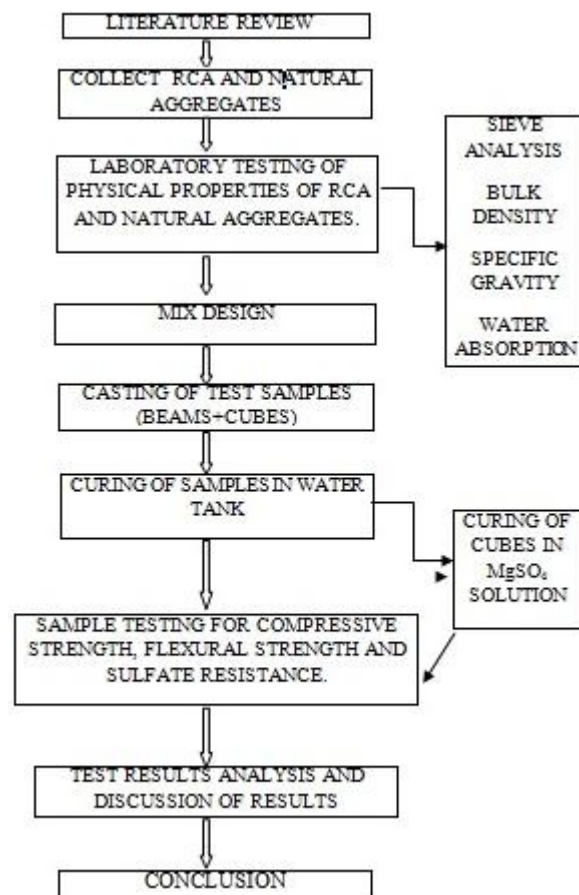 LITERATURE REVIEW
COLLECT RCA AND NATURAL
AGGREGATES
LABORATORY TESTING OF
PHYSICAL PROPERTIES OF RCA
AND NATURAL AGGREGATES.
SIEVE
ANALYSIS
BULK
DENSITY
SPECIFIC
GRAVITY
WATER
ABSORPTION
MIX DESIGN
CASTING OF TEST SAMPLES
(BEAMS+CUBES)
CURING OF SAMPLES IN WATER
TANK
CURING OF
CUBES IN
MgSO₄
SOLUTION
SAMPLE TESTING FOR COMPRESSIVE
STRENGTH, FLEXURAL STRENGTH AND
SULFATE RESISTANCE.
TEST RESULTS ANALYSIS AND
DISCUSSION OF RESULTS
CONCLUSION